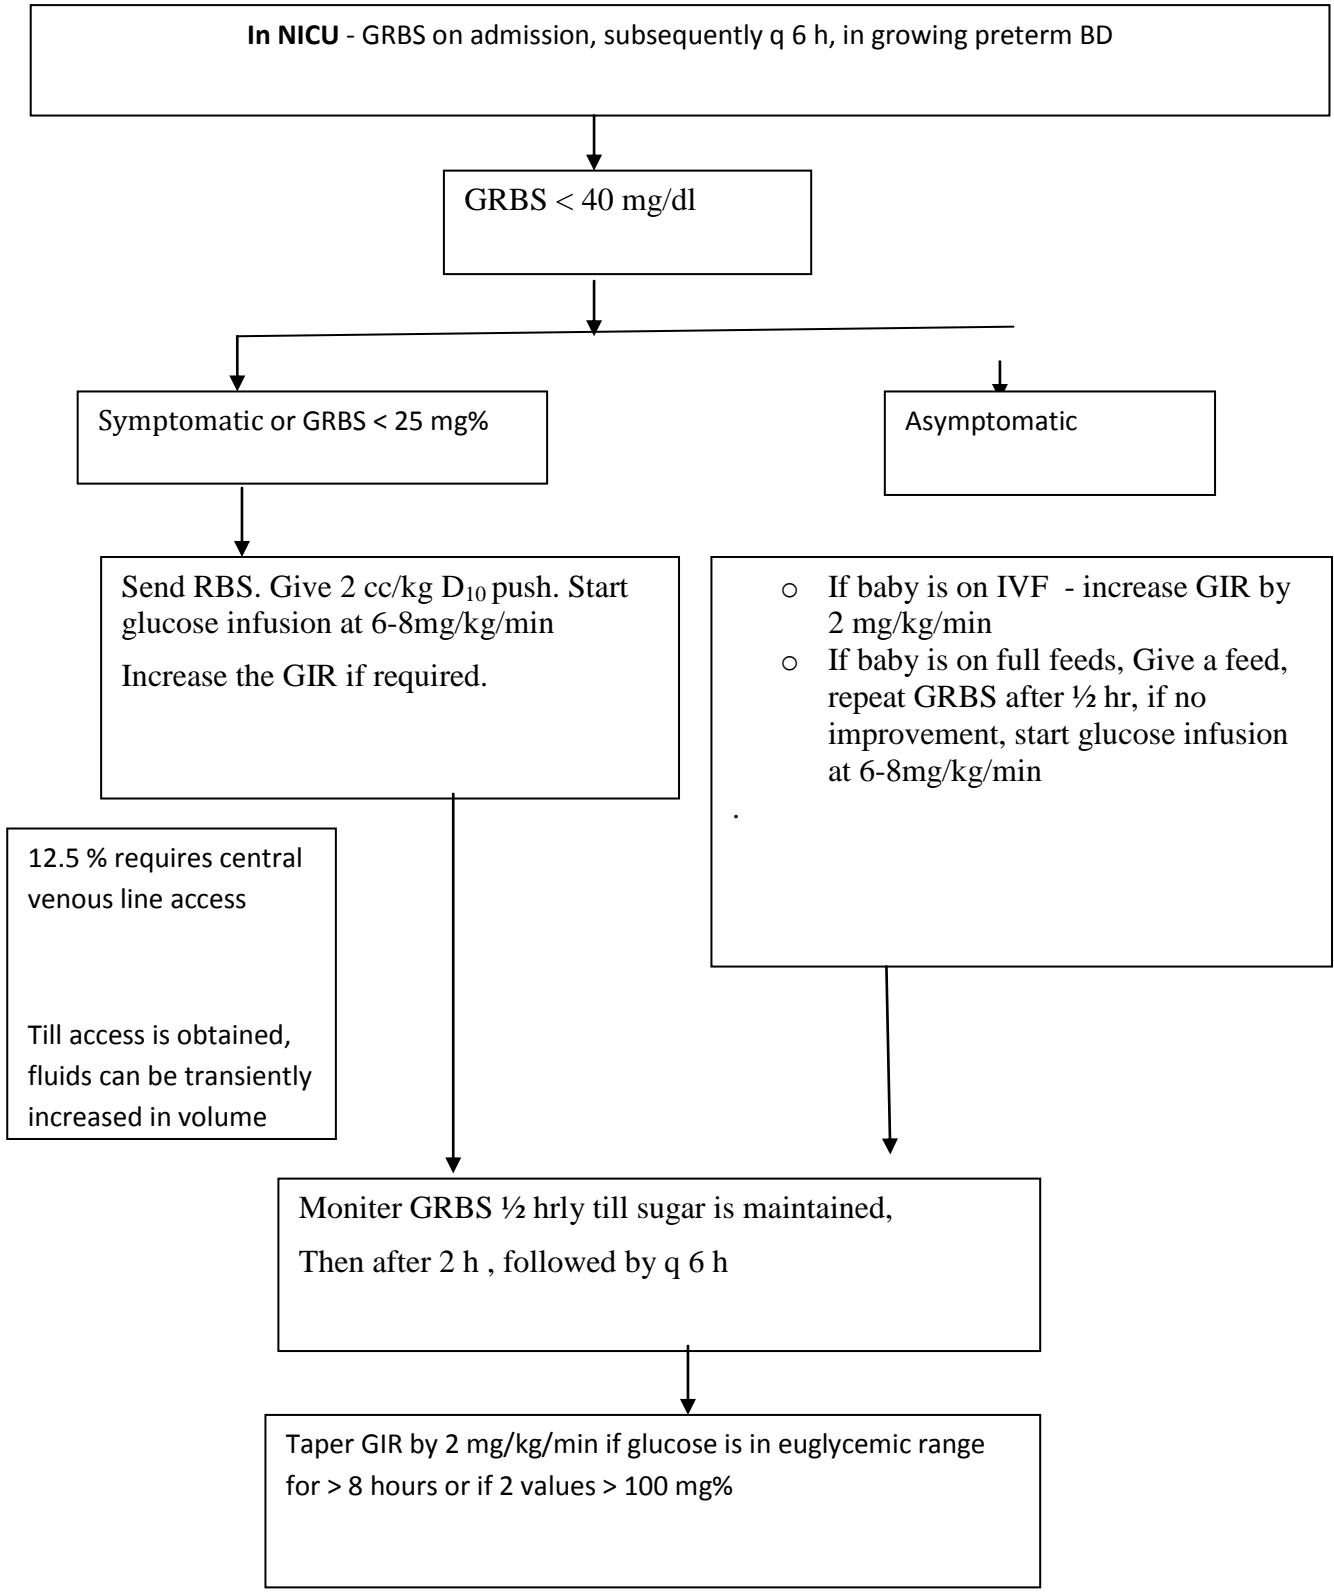 In NICU - GRBS on admission, subsequently q 6 h, in growing preterm BD
GRBS < 40 mg/dl
Symptomatic or GRBS < 25 mg%
Asymptomatic
Send RBS. Give 2 cc/kg D10 push. Start
glucose infusion at 6-8mg/kg/min
Increase the GIR if required.
o If baby is on IVF - increase GIR by
2 mg/kg/min
o If baby is on full feeds, Give a feed,
repeat GRBS after ½ hr, if no
improvement, start glucose infusion
at 6-8mg/kg/min
.
12.5 % requires central
venous line access
Till access is obtained,
fluids can be transiently
increased in volume
Moniter GRBS ½ hrly till sugar is maintained,
Then after 2 h , followed by q 6 h
Taper GIR by 2 mg/kg/min if glucose is in euglycemic range
for > 8 hours or if 2 values > 100 mg%